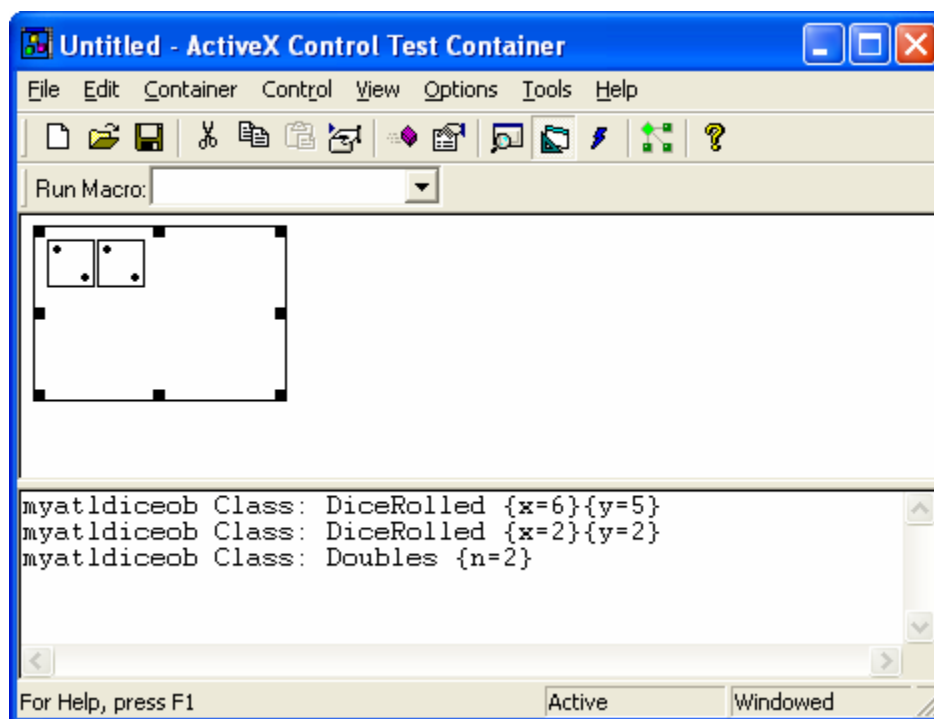 Untitled - ActiveX Control Test Container
File Edit Container Control View Options Tools Help
Run Macro:
myatldiceob Class: DiceRolled {x=6}{y=5}
myatldiceob Class: DiceRolled {x=2}{y=2}
myatldiceob Class: Doubles {n=2}
For Help, press F1 Active Windowed